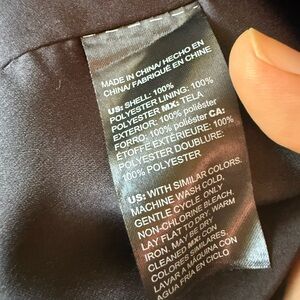 MADE IN CHINA/ HECHO EN
CHINA/ FABRIQUÉ EN CHINE
US: SHELL: 100%
POLYESTER LINING: 100%
POLYESTER MX: TELA
EXTERIOR: 100% poliéster
FORRO: 100% poliéster CA:
ÉTOFFE EXTÉRIEURE: 100%
POLYESTER DOUBLURE:
100% POLYESTER
US: WITH SIMILAR COLORS.
MACHINE WASH COLD,
GENTLE CYCLE ONLY
NON-CHLORINE BLEACH.
LAY FLAT TO DRY. WARM
IRON. MAY BE DRY
CLEANED MX: CON
COLORES SIMILARES,
LAVAR A MAQUINA CON
AGUA FRIA EN CICLO